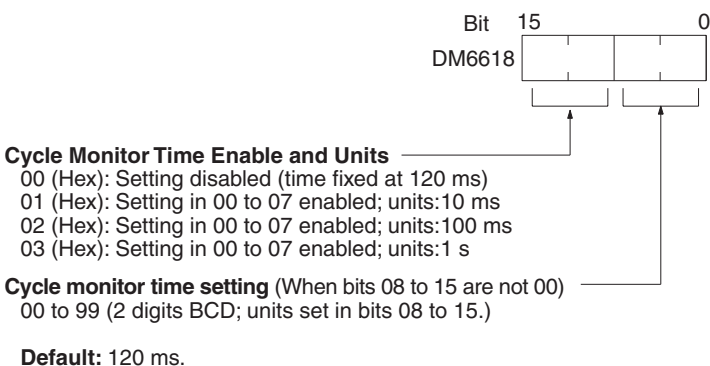 Bit 15 0
DM6618
Cycle Monitor Time Enable and Units
00 (Hex): Setting disabled (time fixed at 120 ms)
01 (Hex): Setting in 00 to 07 enabled; units:10 ms
02 (Hex): Setting in 00 to 07 enabled; units:100 ms
03 (Hex): Setting in 00 to 07 enabled; units:1 s
Cycle monitor time setting (When bits 08 to 15 are not 00)
00 to 99 (2 digits BCD; units set in bits 08 to 15.)
Default: 120 ms.